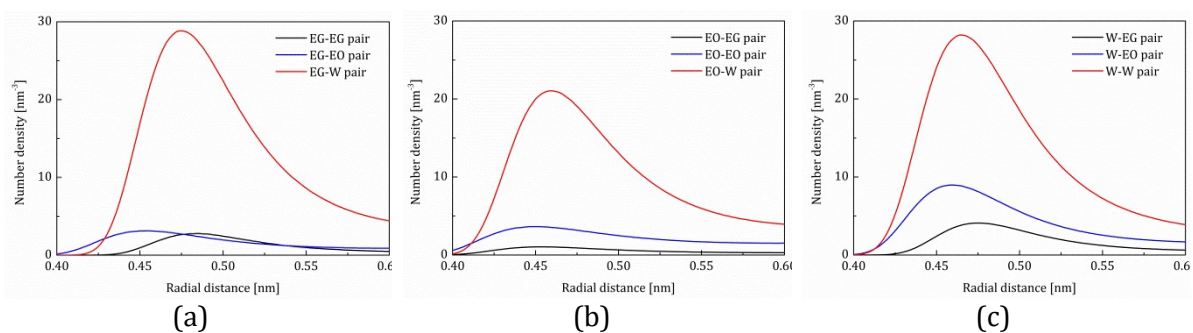 30
20
10
0
Number density [nm-3]
EG-EG pair
EG-EO pair
EG-W pair
0.40 0.45 0.50 0.55 0.6
Radial distance [nm]
(a)
30
20
10
0
Number density [nm-3]
EO-EG pair
EO-EO pair
EO-W pair
0.40 0.45 0.50 0.55 0.60
Radial distance [nm]
(b)
30
20
10
0
Number density [nm-3]
W-EG pair
W-EO pair
W-W pair
0.40 0.45 0.50 0.55 0.60
Radial distance [nm]
(c)